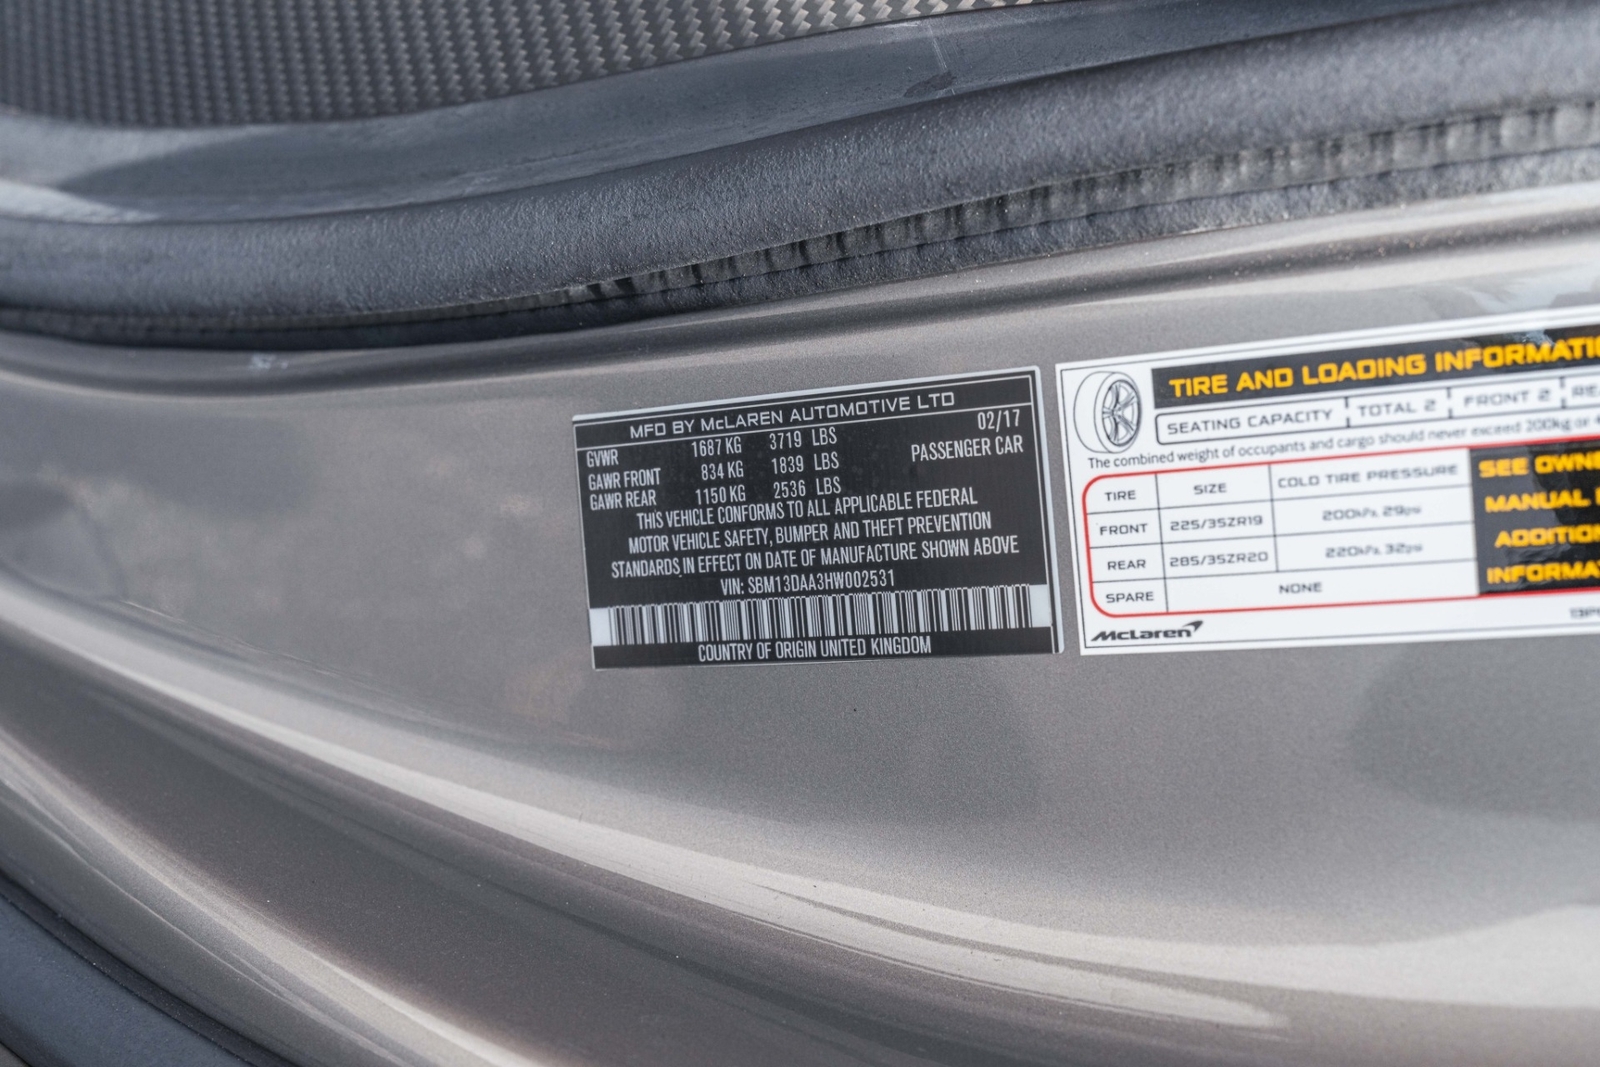 MFD BY McLAREN AUTOMOTIVE LTD
02/17
GVWR 1687 KG 3719 LBS
PASSENGER CAR
GAWR FRONT 834 KG 1839 LBS
GAWR REAR 1150 KG 2536 LBS
THIS VEHICLE CONFORMS TO ALL APPLICABLE FEDERAL
MOTOR VEHICLE SAFETY, BUMPER AND THEFT PREVENTION
STANDARDS IN EFFECT ON DATE OF MANUFACTURE SHOWN ABOVE
VIN: SBM13DAA3HW002531
COUNTRY OF ORIGIN UNITED KINGDOM
TIRE AND LOADING INFORMATI
SEATING CAPACITY TOTAL 2 FRONT 2 RE
The combined weight of occupants and cargo should never exceed 200kg or
TIRE SIZE COLD TIRE PRESSURE
FRONT 225/35ZR19 200kPa, 29psi
REAR 285/35ZR20 220kPa, 32psi
SPARE NONE
SEE OWNE
MANUAL
ADDITION
INFORMA
McLaren